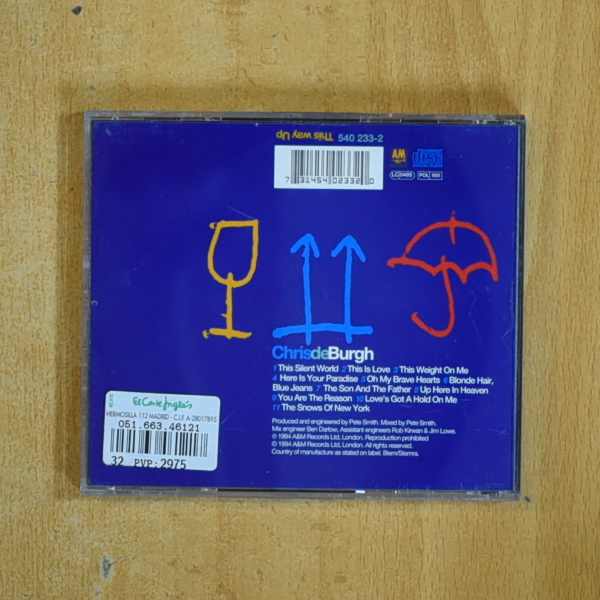 This way Up 540 233-2
AM disc
7 31454 02332 0
LC 0485 POL 900
ChrisdeBurgh
1 This Silent World 2 This Is Love 3 This Weight On Me
4 Here Is Your Paradise 5 Oh My Brave Hearts 6 Blonde Hair,
Blue Jeans 7 The Son And The Father 8 Up Here In Heaven
9 You Are The Reason 10 Love's Got A Hold On Me
11 The Snows Of New York
Produced and engineered by Pete Smith. Mixed by Pete Smith.
Mix engineer Ben Darlow, Assistant engineers Rob Kirwan & Jim Lowe.
℗ 1994 A&M Records Ltd, London. Reproduction prohibited
© 1994 A&M Records Ltd, London. All rights reserved.
Country of manufacture as stated on label. Biem/Stemra.
El Corte Inglés
HERMOSILLA 112 MADRID - C.I.F. A-28017895
051.663.46121
32 PVP: 2975